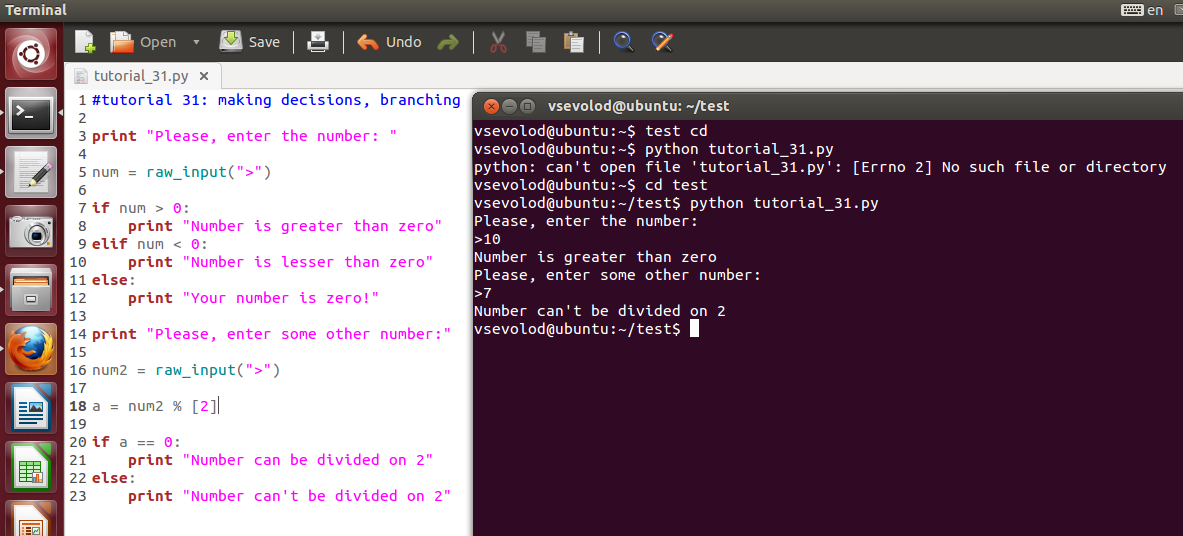 Terminal
en
Open
Save
Undo
tutorial_31.py
1 #tutorial 31: making decisions, branching
2
3 print "Please, enter the number: "
4
5 num = raw_input(">")
6
7 if num > 0:
8     print "Number is greater than zero"
9 elif num < 0:
10     print "Number is lesser than zero"
11 else:
12     print "Your number is zero!"
13
14 print "Please, enter some other number:"
15
16 num2 = raw_input(">")
17
18 a = num2 % [2]
19
20 if a == 0:
21     print "Number can be divided on 2"
22 else:
23     print "Number can't be divided on 2"
vsevolod@ubuntu: ~/test
vsevolod@ubuntu:~$ test cd
vsevolod@ubuntu:~$ python tutorial_31.py
python: can't open file 'tutorial_31.py': [Errno 2] No such file or directory
vsevolod@ubuntu:~$ cd test
vsevolod@ubuntu:~/test$ python tutorial_31.py
Please, enter the number:
>10
Number is greater than zero
Please, enter some other number:
>7
Number can't be divided on 2
vsevolod@ubuntu:~/test$